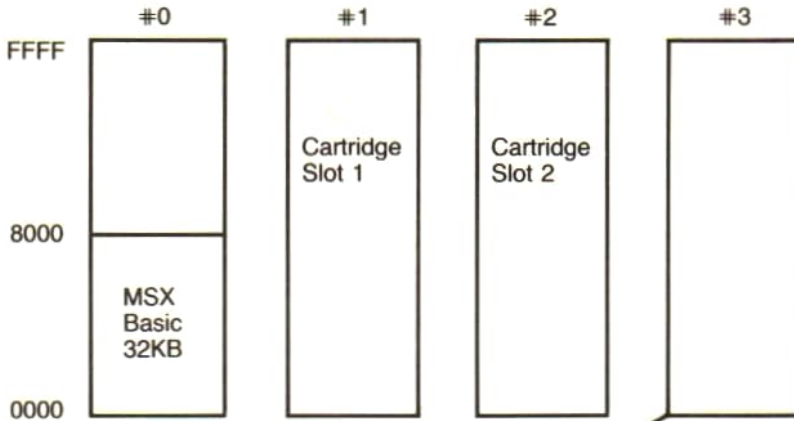 #0 #1 #2 #3
FFFF
Cartridge
Slot 1
Cartridge
Slot 2
8000
MSX
Basic
32KB
0000